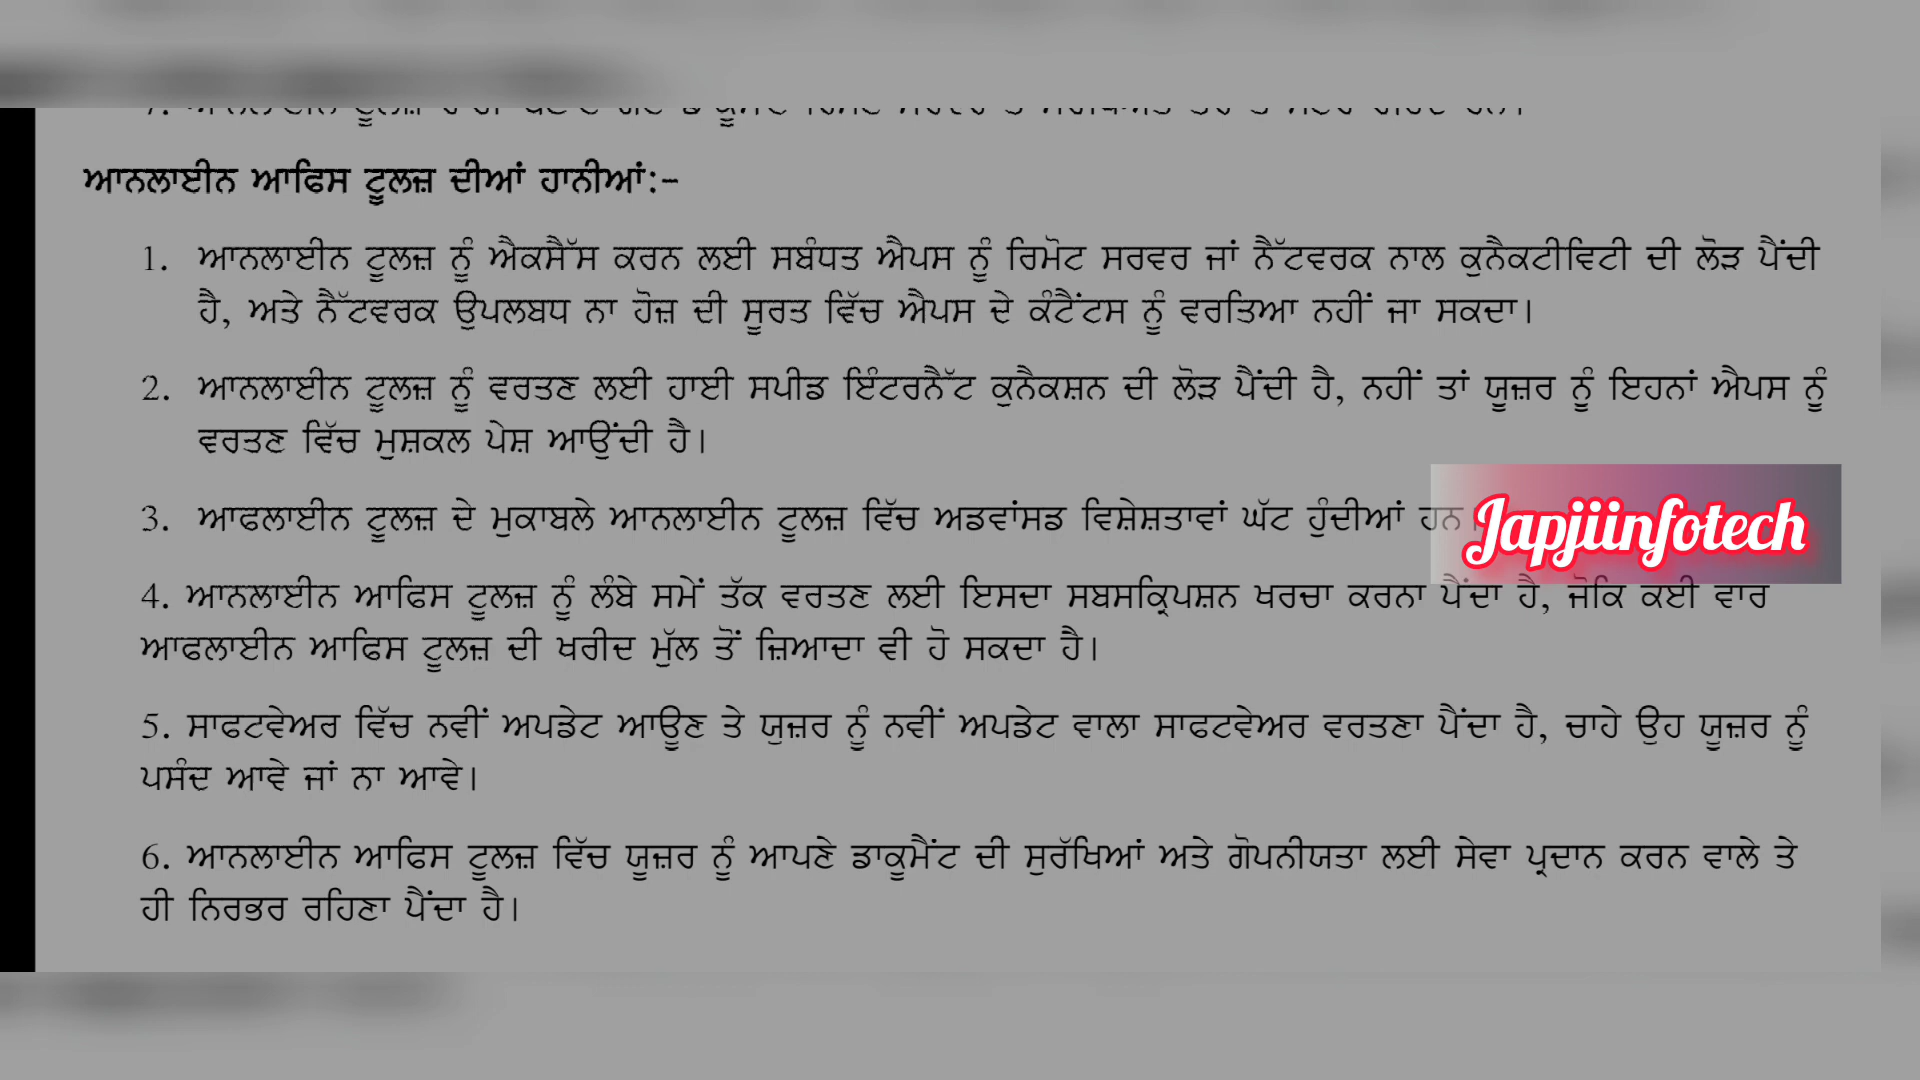 ਆਨਲਾਈਨ ਆਫਿਸ ਟੂਲਜ਼ ਦੀਆਂ ਹਾਨੀਆਂ:-
1. ਆਨਲਾਈਨ ਟੂਲਜ਼ ਨੂੰ ਐਕਸੈੱਸ ਕਰਨ ਲਈ ਸਬੰਧਤ ਐਪਸ ਨੂੰ ਰਿਮੋਟ ਸਰਵਰ ਜਾਂ ਨੈੱਟਵਰਕ ਨਾਲ ਕੁਨੈਕਟੀਵਿਟੀ ਦੀ ਲੋੜ ਪੈਂਦੀ
ਹੈ, ਅਤੇ ਨੈੱਟਵਰਕ ਉਪਲਬਧ ਨਾ ਹੋਜ਼ ਦੀ ਸੂਰਤ ਵਿੱਚ ਐਪਸ ਦੇ ਕੰਟੈਂਟਸ ਨੂੰ ਵਰਤਿਆ ਨਹੀਂ ਜਾ ਸਕਦਾ।
2. ਆਨਲਾਈਨ ਟੂਲਜ਼ ਨੂੰ ਵਰਤਣ ਲਈ ਹਾਈ ਸਪੀਡ ਇੰਟਰਨੈੱਟ ਕੁਨੈਕਸ਼ਨ ਦੀ ਲੋੜ ਪੈਂਦੀ ਹੈ, ਨਹੀਂ ਤਾਂ ਯੂਜ਼ਰ ਨੂੰ ਇਹਨਾਂ ਐਪਸ ਨੂੰ
ਵਰਤਣ ਵਿੱਚ ਮੁਸ਼ਕਲ ਪੇਸ਼ ਆਉਂਦੀ ਹੈ।
3. ਆਫਲਾਈਨ ਟੂਲਜ਼ ਦੇ ਮੁਕਾਬਲੇ ਆਨਲਾਈਨ ਟੂਲਜ਼ ਵਿੱਚ ਅਡਵਾਂਸਡ ਵਿਸ਼ੇਸ਼ਤਾਵਾਂ ਘੱਟ ਹੁੰਦੀਆਂ ਹਨ।
Japjiinfotech
4. ਆਨਲਾਈਨ ਆਫਿਸ ਟੂਲਜ਼ ਨੂੰ ਲੰਬੇ ਸਮੇਂ ਤੱਕ ਵਰਤਣ ਲਈ ਇਸਦਾ ਸਬਸਕ੍ਰਿਪਸ਼ਨ ਖਰਚਾ ਕਰਨਾ ਪੈਂਦਾ ਹੈ, ਜੋਕਿ ਕਈ ਵਾਰ
ਆਫਲਾਈਨ ਆਫਿਸ ਟੂਲਜ਼ ਦੀ ਖਰੀਦ ਮੁੱਲ ਤੋਂ ਜ਼ਿਆਦਾ ਵੀ ਹੋ ਸਕਦਾ ਹੈ।
5. ਸਾਫਟਵੇਅਰ ਵਿੱਚ ਨਵੀਂ ਅਪਡੇਟ ਆਊਣ ਤੇ ਯੁਜ਼ਰ ਨੂੰ ਨਵੀਂ ਅਪਡੇਟ ਵਾਲਾ ਸਾਫਟਵੇਅਰ ਵਰਤਣਾ ਪੈਂਦਾ ਹੈ, ਚਾਹੇ ਉਹ ਯੂਜ਼ਰ ਨੂੰ
ਪਸੰਦ ਆਵੇ ਜਾਂ ਨਾ ਆਵੇ।
6. ਆਨਲਾਈਨ ਆਫਿਸ ਟੂਲਜ਼ ਵਿੱਚ ਯੂਜ਼ਰ ਨੂੰ ਆਪਣੇ ਡਾਕੂਮੈਂਟ ਦੀ ਸੁਰੱਖਿਆਂ ਅਤੇ ਗੋਪਨੀਯਤਾ ਲਈ ਸੇਵਾ ਪ੍ਰਦਾਨ ਕਰਨ ਵਾਲੇ ਤੇ
ਹੀ ਨਿਰਭਰ ਰਹਿਣਾ ਪੈਂਦਾ ਹੈ।